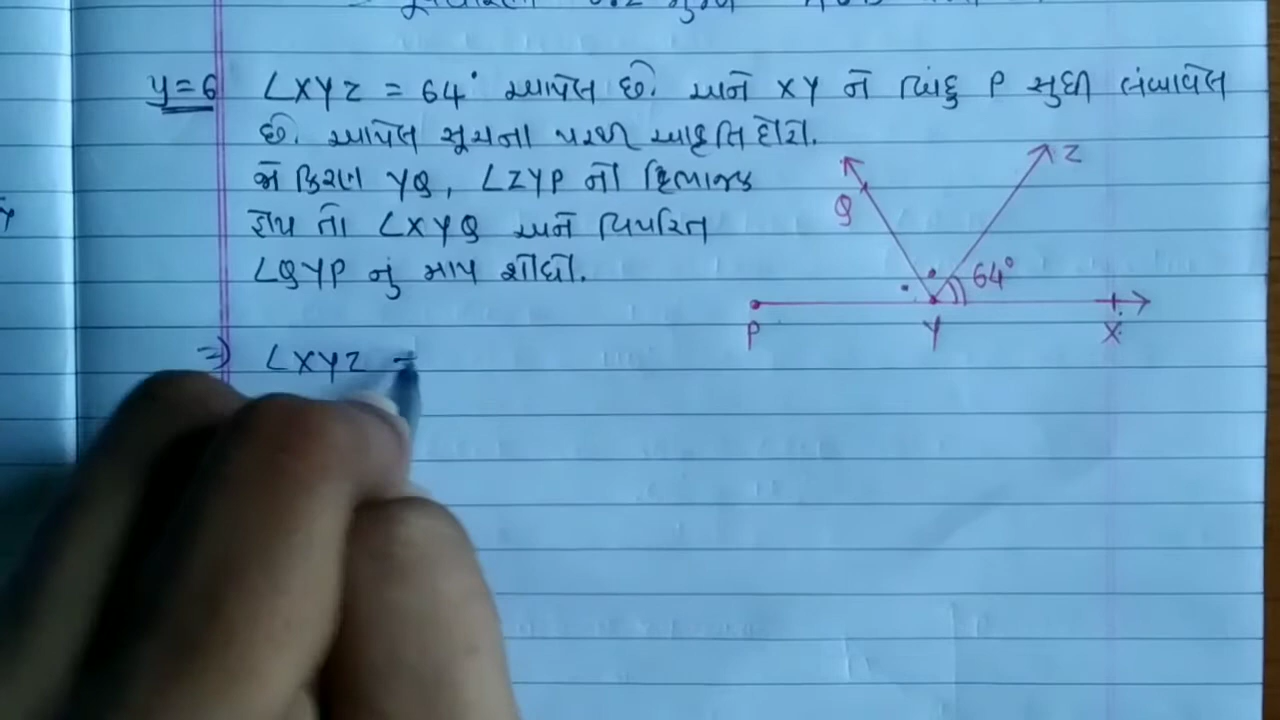 y=6 ∠XYZ = 64° આપેલ છે. અને XY ને બિંદુ P સુધી લંબાવેલ
છે. આપેલ સૂચના પરથી આકૃતિ દોરો.
જો કિરણ YQ, ∠ZYP નો દ્વિભાજક
હોય તો ∠XYQ અને વિપરિત
∠QYP નું માપ શોધો.
Q
Z
64°
P
Y
X
⇒ ∠XYZ =